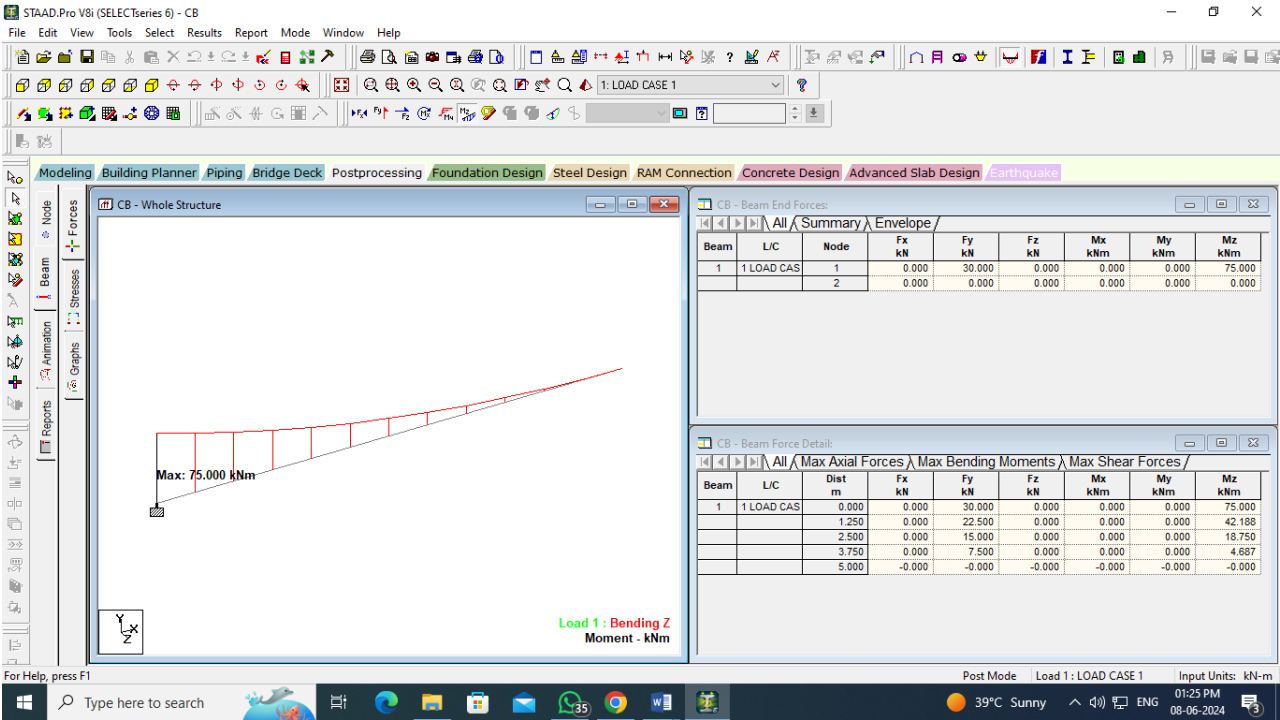 STAAD.Pro V8i (SELECTseries 6) - CB
File Edit View Tools Select Results Report Mode Window Help
1: LOAD CASE 1
Modeling Building Planner Piping Bridge Deck Postprocessing Foundation Design Steel Design RAM Connection Concrete Design Advanced Slab Design Earthquake
Node
Beam
Animation
Reports
Forces
Stresses
Graphs
CB - Whole Structure
Max: 75.000 kNm
Y
X
Z
Load 1 : Bending Z
Moment - kNm
CB - Beam End Forces:
All Summary Envelope
Beam L/C Node Fx kN Fy kN Fz kN Mx kNm My kNm Mz kNm
1 1 LOAD CAS 1 0.000 30.000 0.000 0.000 0.000 75.000
2 0.000 0.000 0.000 0.000 0.000 0.000
CB - Beam Force Detail:
All Max Axial Forces Max Bending Moments Max Shear Forces
Beam L/C Dist m Fx kN Fy kN Fz kN Mx kNm My kNm Mz kNm
1 1 LOAD CAS 0.000 0.000 30.000 0.000 0.000 0.000 75.000
1.250 0.000 22.500 0.000 0.000 0.000 42.188
2.500 0.000 15.000 0.000 0.000 0.000 18.750
3.750 0.000 7.500 0.000 0.000 0.000 4.687
5.000 -0.000 -0.000 -0.000 -0.000 -0.000 -0.000
For Help, press F1
Post Mode Load 1 : LOAD CASE 1 Input Units: kN-m
Type here to search
35
39°C Sunny
ENG
01:25 PM
08-06-2024
3